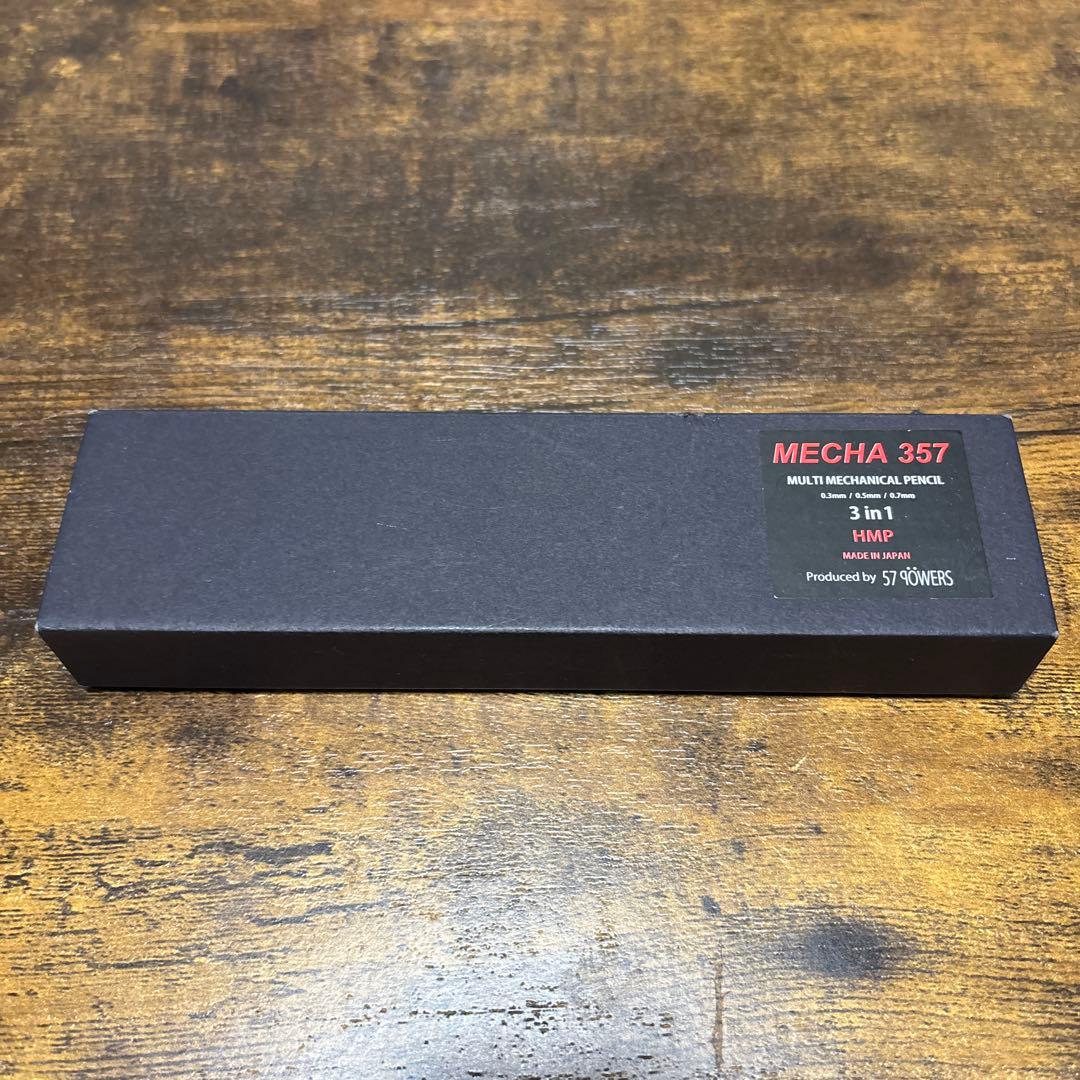 MECHA 357
MULTI MECHANICAL PENCIL
0.3mm / 0.5mm / 0.7mm
3 in 1
HMP
MADE IN JAPAN
Produced by 57 qÖWERS